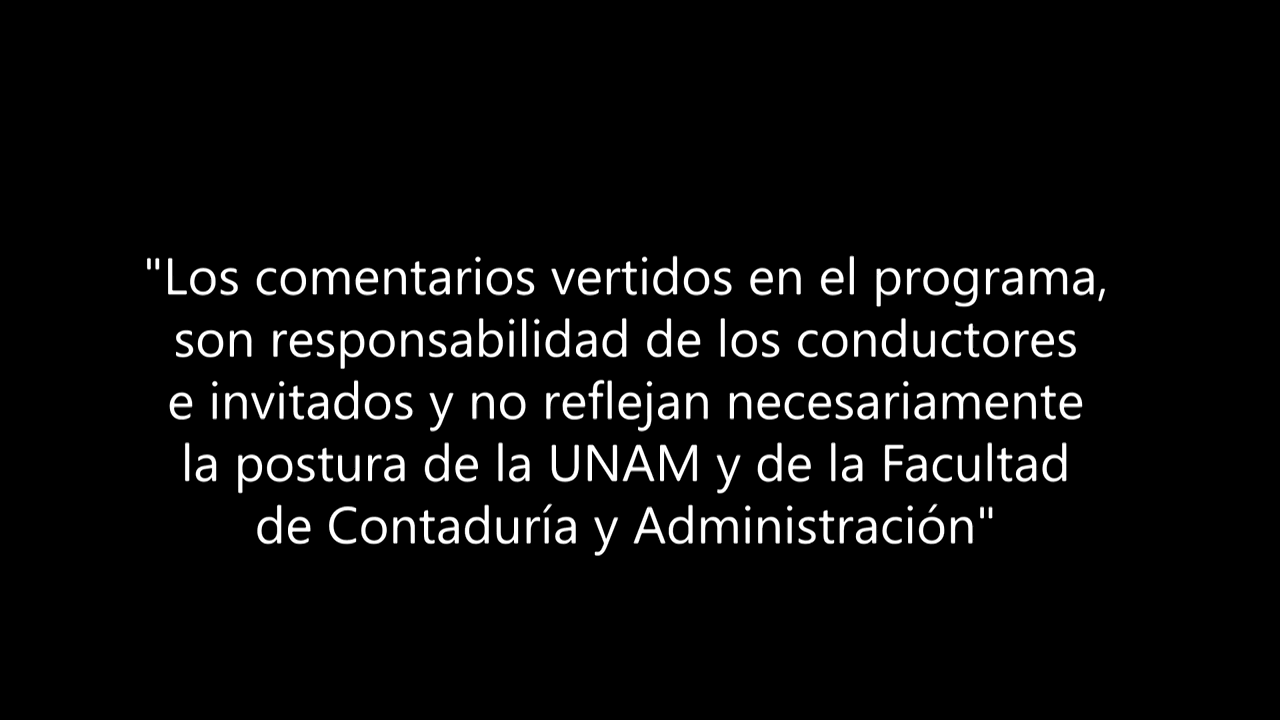 "Los comentarios vertidos en el programa,
son responsabilidad de los conductores
e invitados y no reflejan necesariamente
la postura de la UNAM y de la Facultad
de Contaduría y Administración"